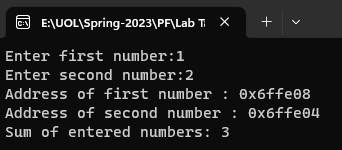 E:\UOL\Spring-2023\PF\Lab Ta
Enter first number:1
Enter second number:2
Address of first number : 0x6ffe08
Address of second number : 0x6ffe04
Sum of entered numbers: 3